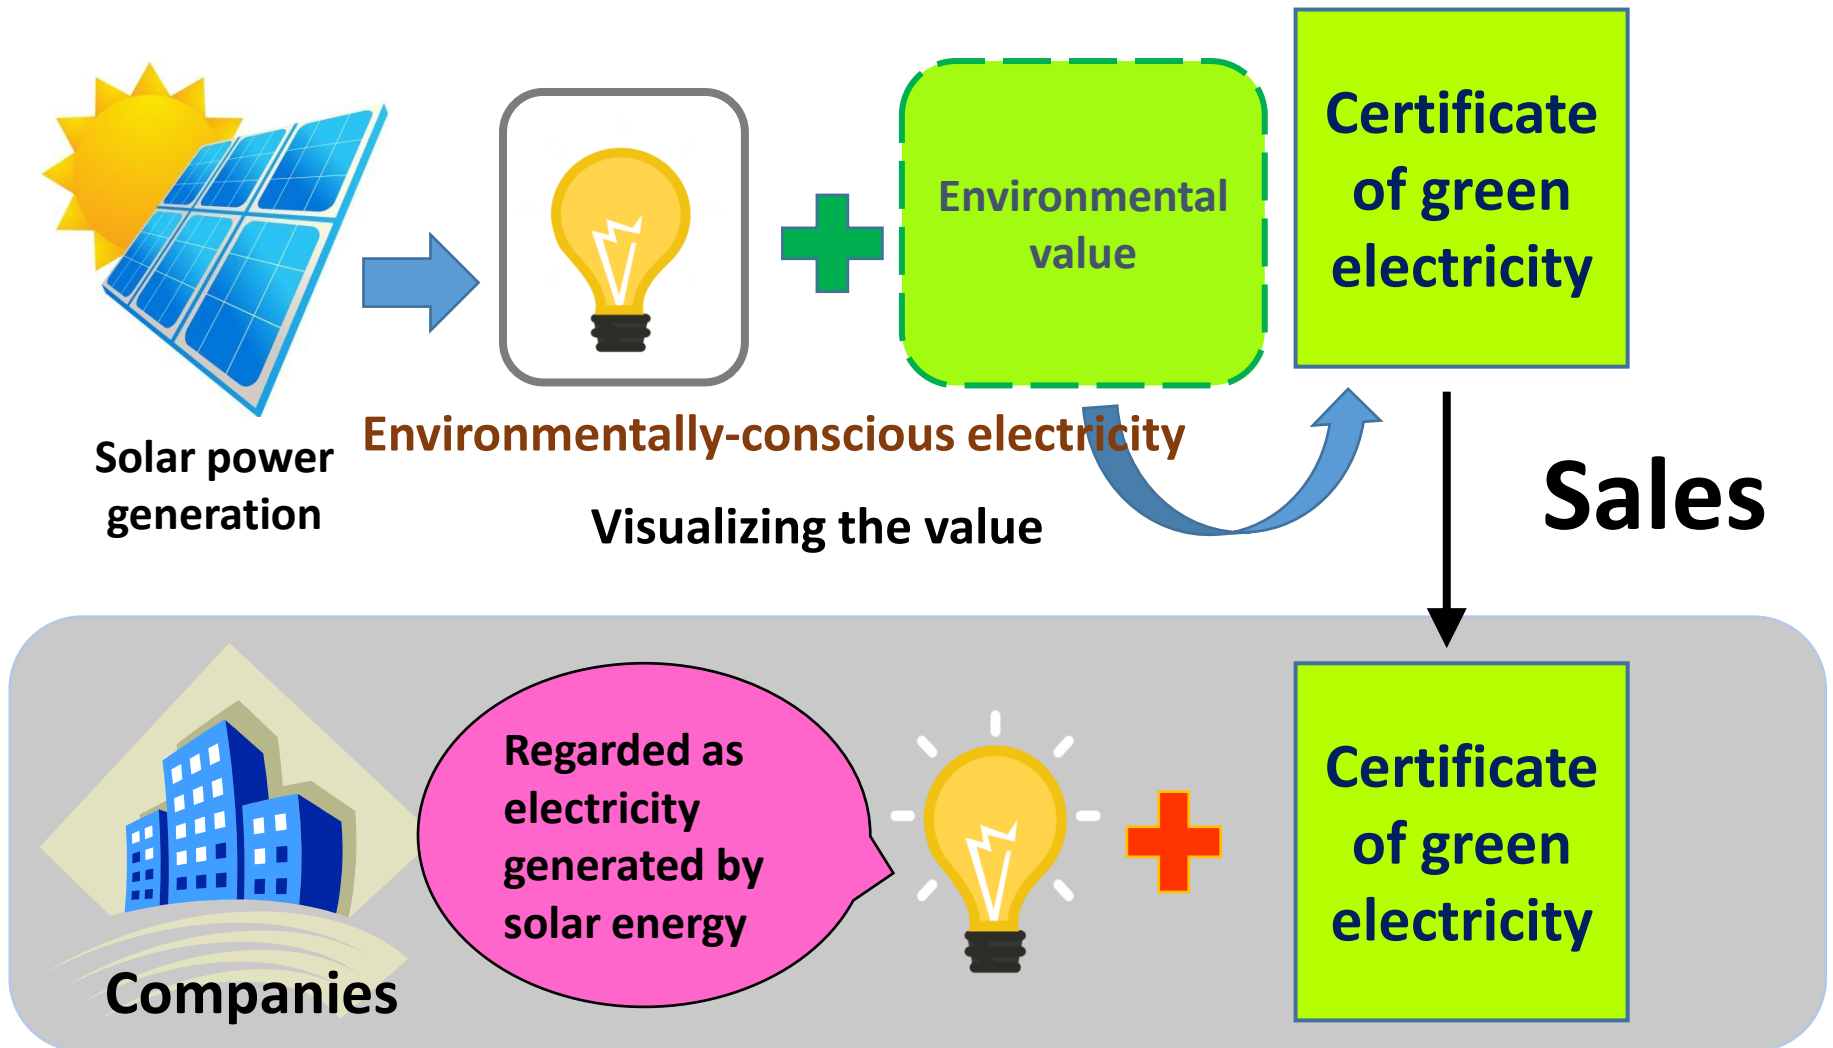 Certificate
of green
electricity
Environmental
value
Environmentally-conscious electricity
Solar power
generation
Visualizing the value
Sales
Regarded as
electricity
generated by
solar energy
Certificate
of green
electricity
Companies